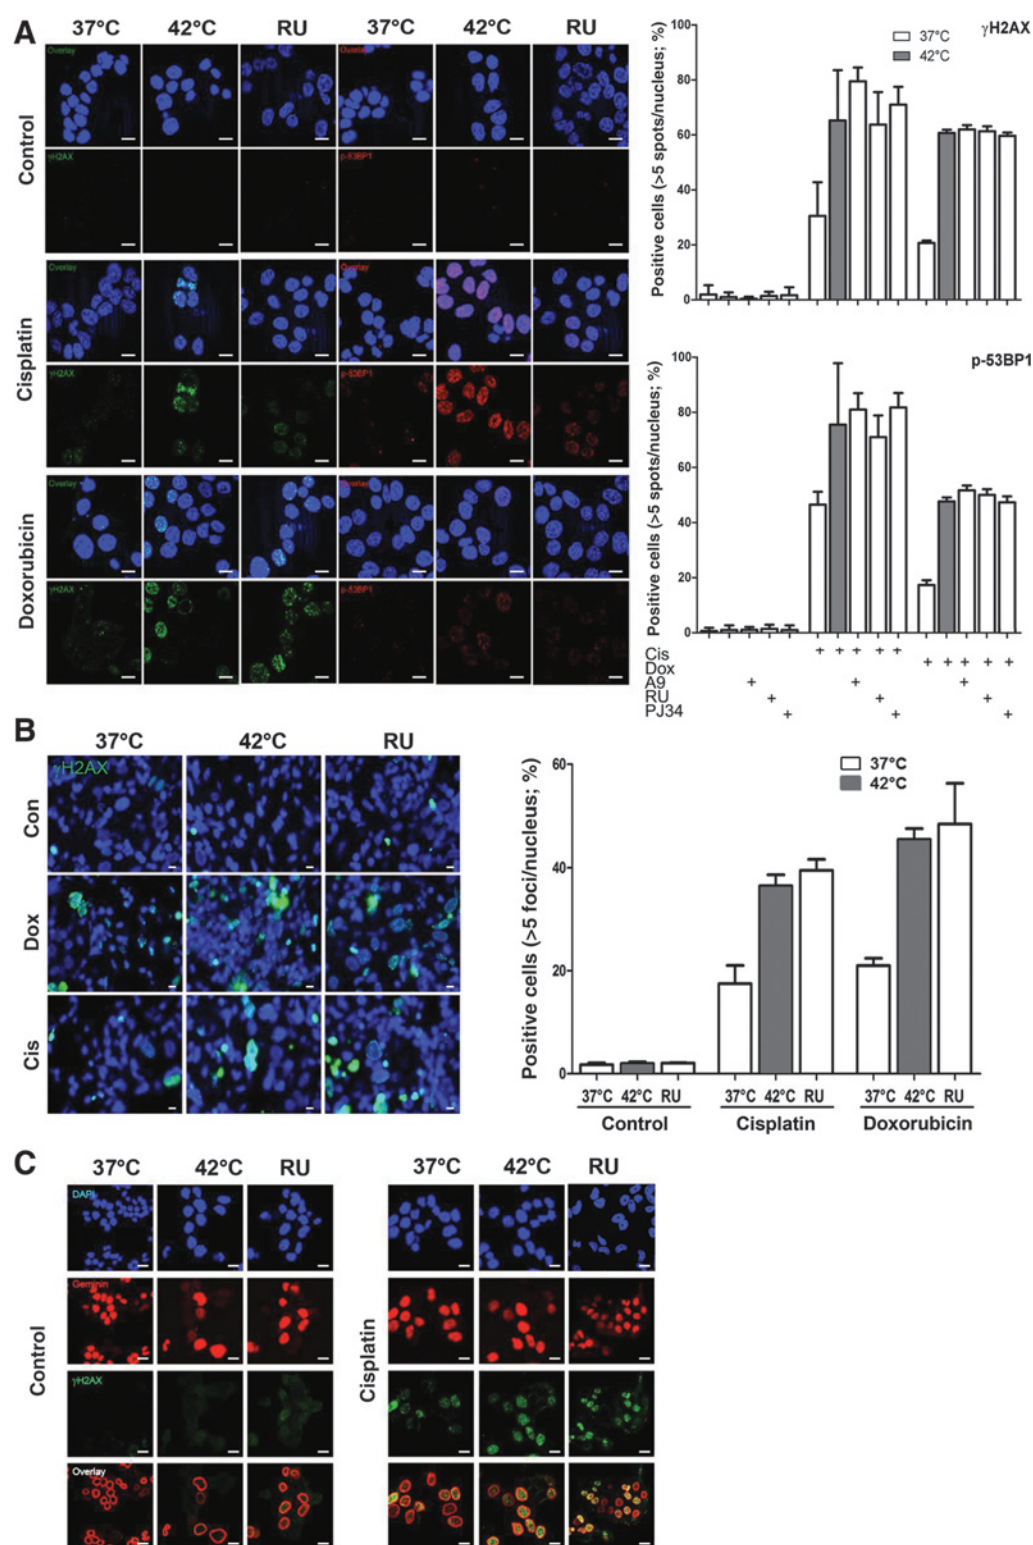 A
37°C 42°C RU 37°C 42°C RU
Control
Overlay Overlay
γH2AX p-53BP1
Cisplatin
Overlay Overlay
γH2AX p-53BP1
Doxorubicin
Overlay Overlay
γH2AX p-53BP1
γH2AX
37°C
42°C
Positive cells (>5 spots/nucleus; %)
100
80
60
40
20
0
p-53BP1
Positive cells (>5 spots/nucleus; %)
100
80
60
40
20
0
Cis + + + + +
Dox + + + + +
A9 + + +
RU + + +
PJ34 + + +
B
37°C 42°C RU
γH2AX
Con
Dox
Cis
37°C
42°C
Positive cells (>5 foci/nucleus; %)
60
40
20
0
37°C 42°C RU 37°C 42°C RU 37°C 42°C RU
Control Cisplatin Doxorubicin
C
37°C 42°C RU 37°C 42°C RU
Control
DAPI
Geminin
γH2AX
Overlay
Cisplatin